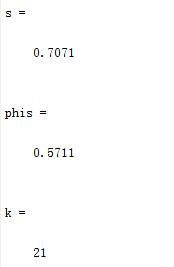 s =
0.7071
phis =
0.5711
k =
21